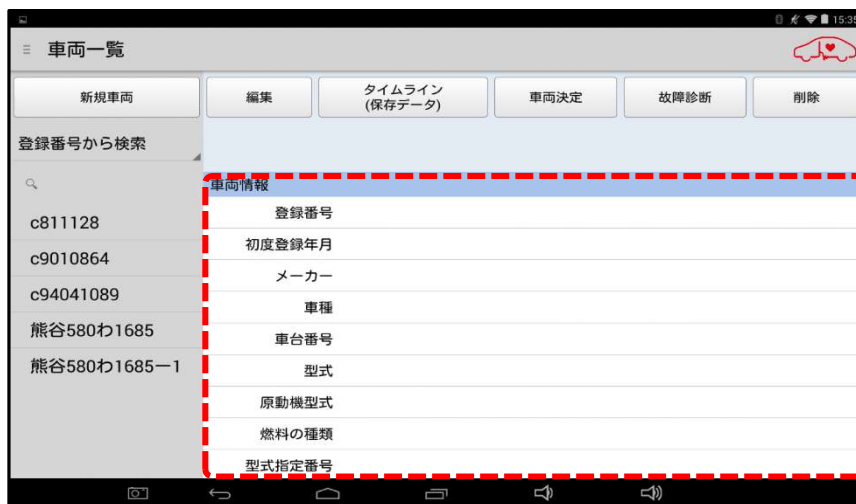 15:35
車両一覧
新規車両
編集
タイムライン
(保存データ)
車両決定
故障診断
削除
登録番号から検索
c811128
c9010864
c94041089
熊谷580わ1685
熊谷580わ1685ー1
車両情報
登録番号
初度登録年月
メーカー
車種
車台番号
型式
原動機型式
燃料の種類
型式指定番号